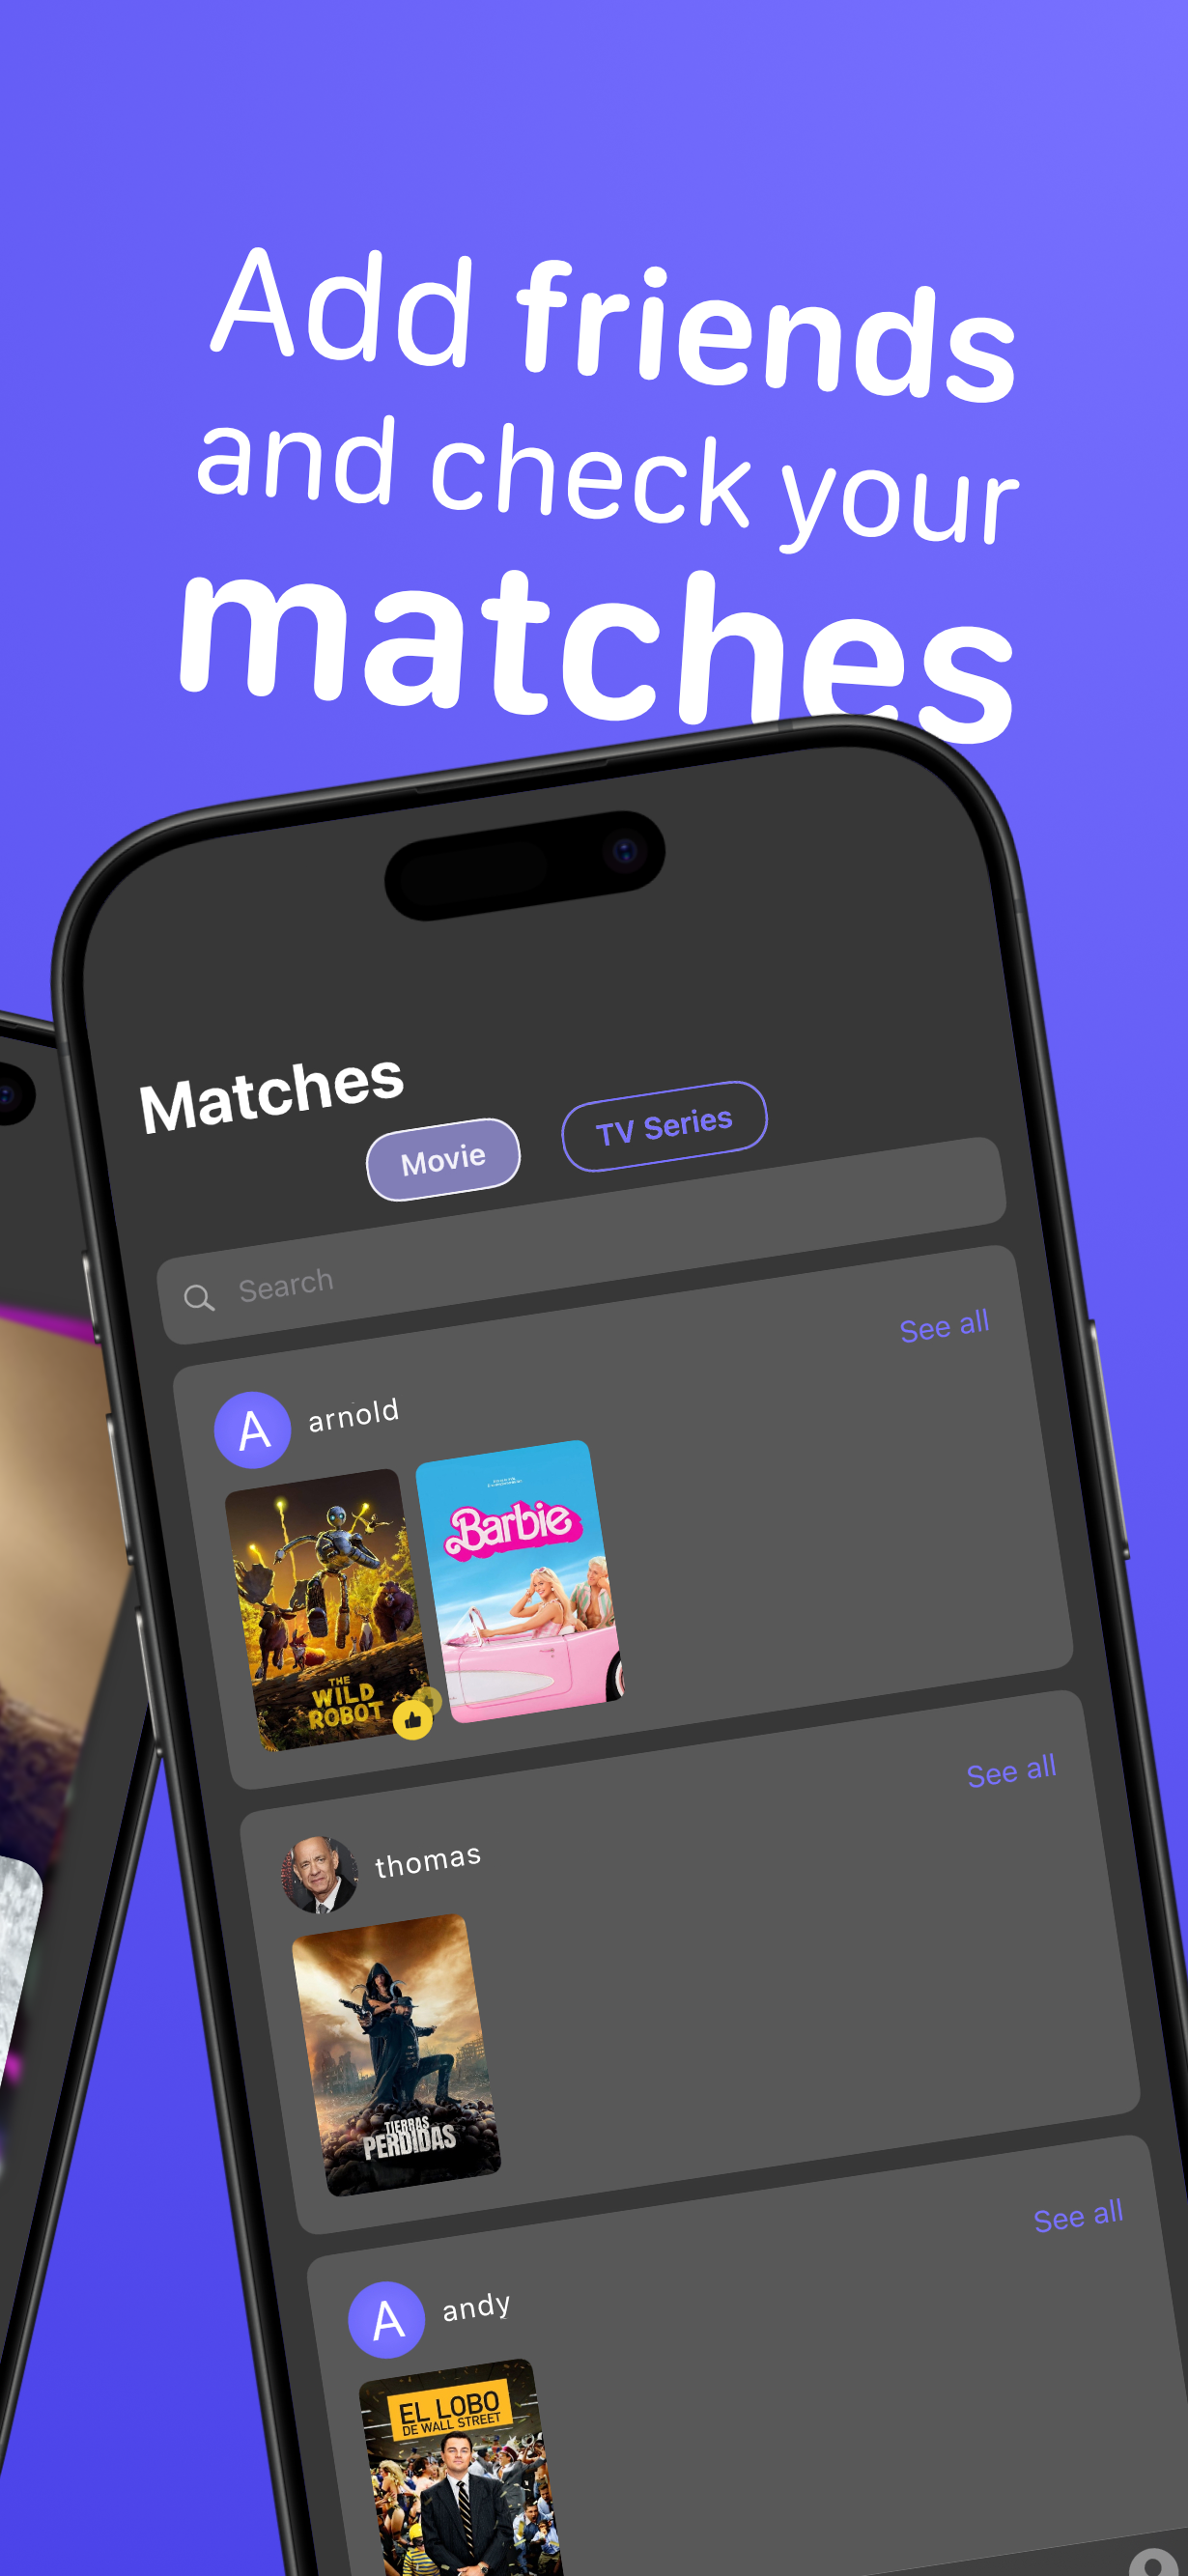 Add friends
and check your
matches
Matches
Movie
TV Series
Search
See all
A
arnold
THE
WILD
ROBOT
Barbie
See all
thomas
TIERRAS
PERDIDAS
See all
A
andy
EL LOBO
DE WALL STREET